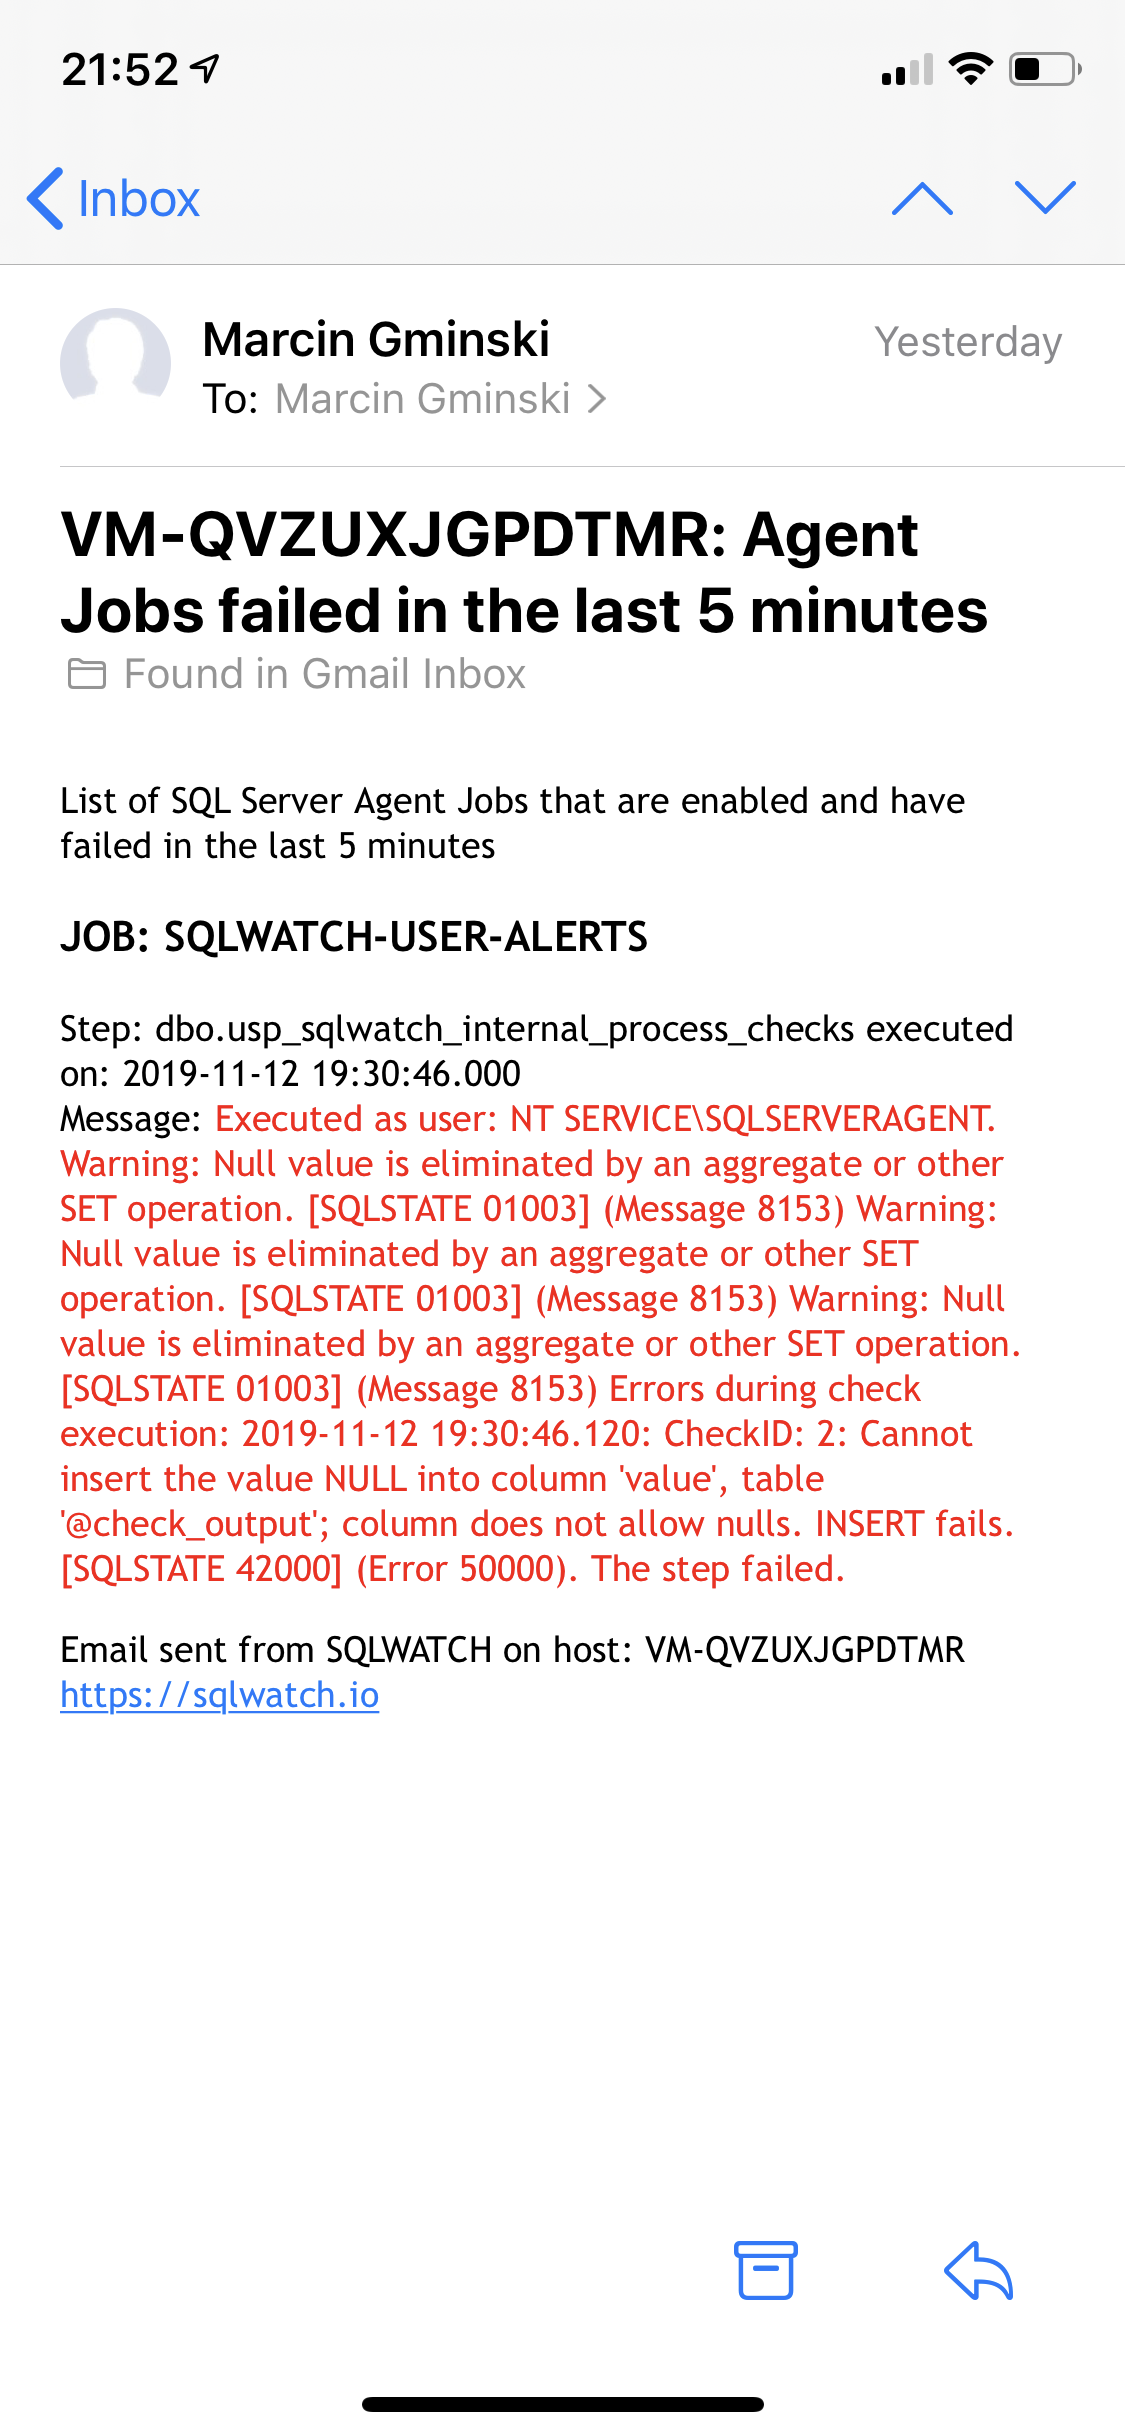 21:52
Inbox
Marcin Gminski
Yesterday
To: Marcin Gminski
VM-QVZUXJGPDTMR: Agent
Jobs failed in the last 5 minutes
Found in Gmail Inbox
List of SQL Server Agent Jobs that are enabled and have
failed in the last 5 minutes
JOB: SQLWATCH-USER-ALERTS
Step: dbo.usp_sqlwatch_internal_process_checks executed
on: 2019-11-12 19:30:46.000
Message: Executed as user: NT SERVICE\SQLSERVERAGENT.
Warning: Null value is eliminated by an aggregate or other
SET operation. [SQLSTATE 01003] (Message 8153) Warning:
Null value is eliminated by an aggregate or other SET
operation. [SQLSTATE 01003] (Message 8153) Warning: Null
value is eliminated by an aggregate or other SET operation.
[SQLSTATE 01003] (Message 8153) Errors during check
execution: 2019-11-12 19:30:46.120: CheckID: 2: Cannot
insert the value NULL into column 'value', table
'@check_output'; column does not allow nulls. INSERT fails.
[SQLSTATE 42000] (Error 50000). The step failed.
Email sent from SQLWATCH on host: VM-QVZUXJGPDTMR
https://sqlwatch.io